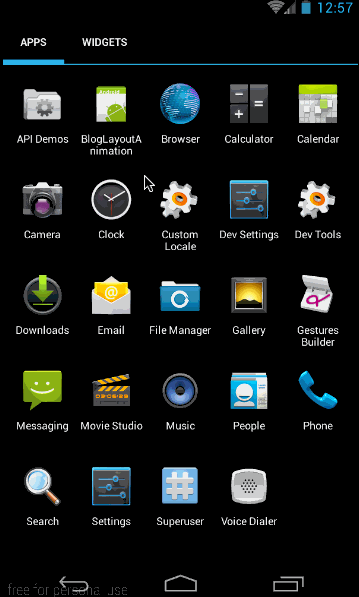 12:57
APPS WIDGETS
API Demos BlogLayoutA Browser Calculator Calendar
nimation
Camera Clock Custom Dev Settings Dev Tools
Locale
Downloads Email File Manager Gallery Gestures
Builder
Messaging Movie Studio Music People Phone
Search Settings Superuser Voice Dialer
free for personal use